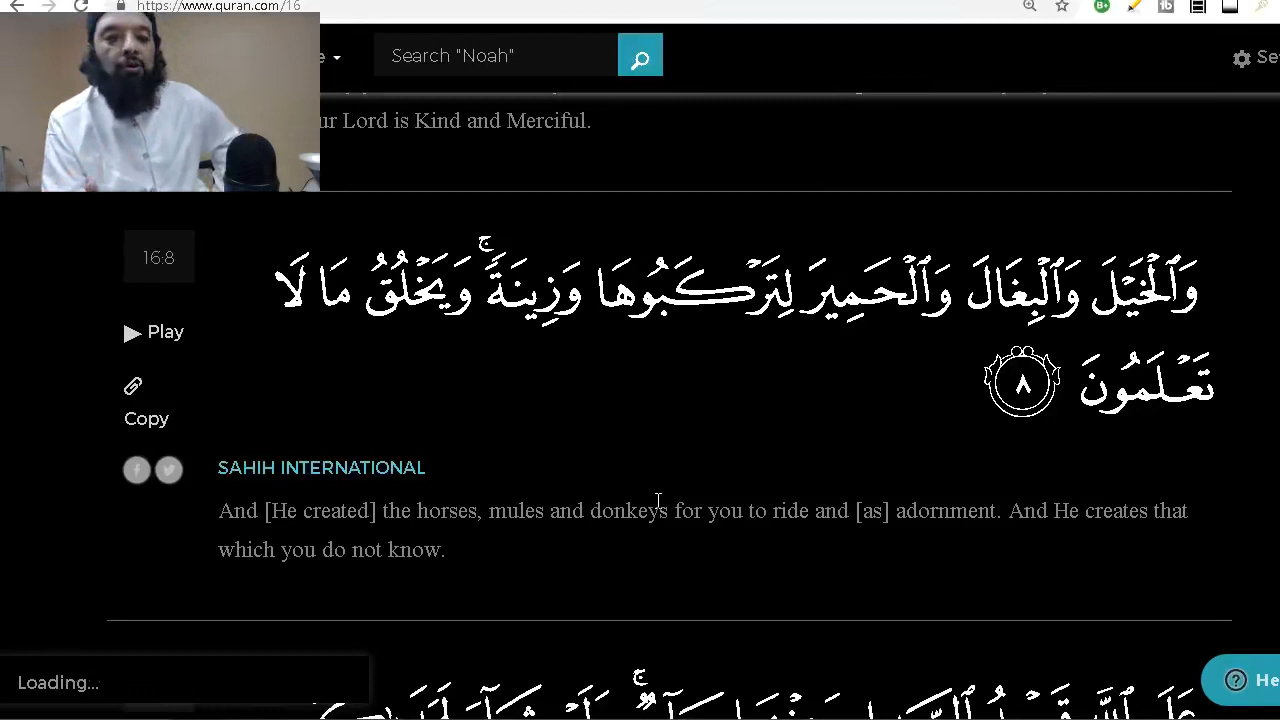 https://www.quran.com/16
Search "Noah"
ur Lord is Kind and Merciful.
16:8
وَٱلْخَيْلَ وَٱلْبِغَالَ وَٱلْحَمِيرَ لِتَرْكَبُوهَا وَزِينَةً ۚ وَيَخْلُقُ مَا لَا
تَعْلَمُونَ ٨
Play
Copy
SAHIH INTERNATIONAL
And [He created] the horses, mules and donkeys for you to ride and [as] adornment. And He creates that
which you do not know.
Loading...
He